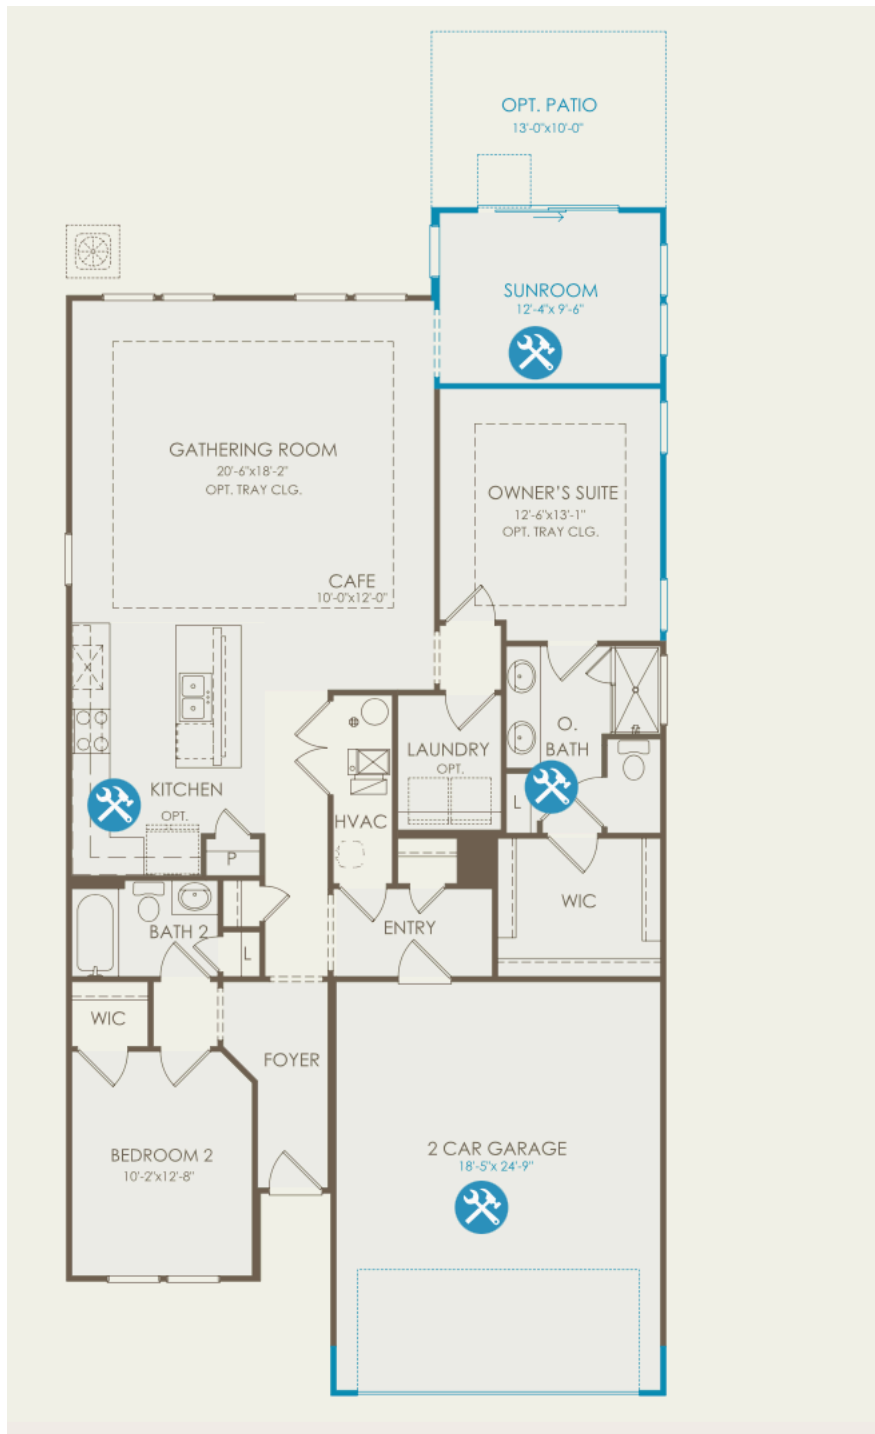 OPT. PATIO
13'-0"x10'-0"
SUNROOM
12'-4"x 9'-6"
GATHERING ROOM
20'-6"x18'-2"
OPT. TRAY CLG.
OWNER'S SUITE
12'-6"x13'-1"
OPT. TRAY CLG.
CAFE
10'-0"x12'-0"
O.
BATH
LAUNDRY
OPT.
KITCHEN
OPT.
L
HVAC
P
WIC
ENTRY
BATH 2
L
WIC
FOYER
BEDROOM 2
10'-2"x12'-8"
2 CAR GARAGE
18'-5"x 24'-9"